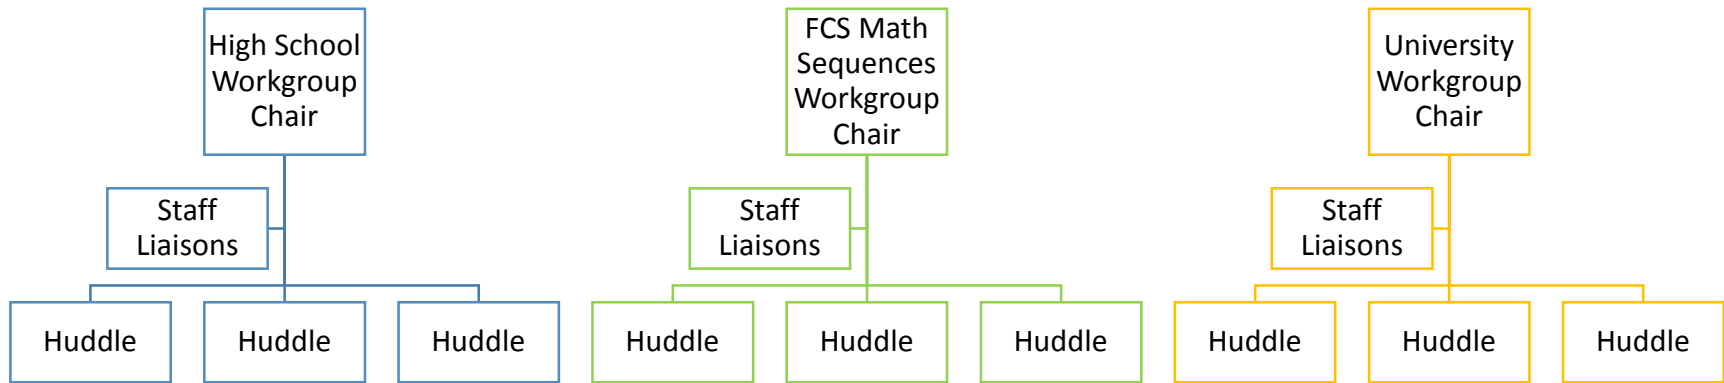 High School
Workgroup
Chair
FCS Math
Sequences
Workgroup
Chair
University
Workgroup
Chair
Staff
Liaisons
Staff
Liaisons
Staff
Liaisons
Huddle
Huddle
Huddle
Huddle
Huddle
Huddle
Huddle
Huddle
Huddle